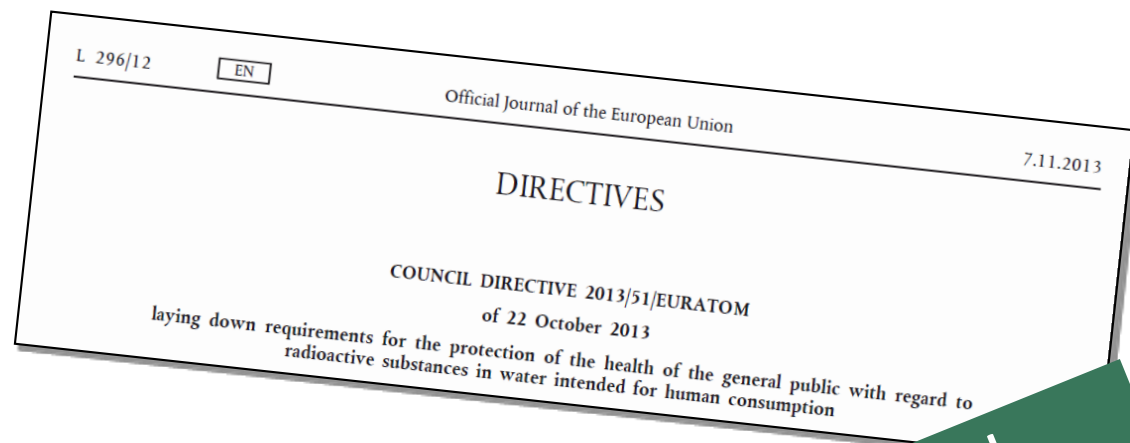 L 296/12 EN Official Journal of the European Union 7.11.2013
DIRECTIVES
COUNCIL DIRECTIVE 2013/51/EURATOM
of 22 October 2013
laying down requirements for the protection of the health of the general public with regard to
radioactive substances in water intended for human consumption